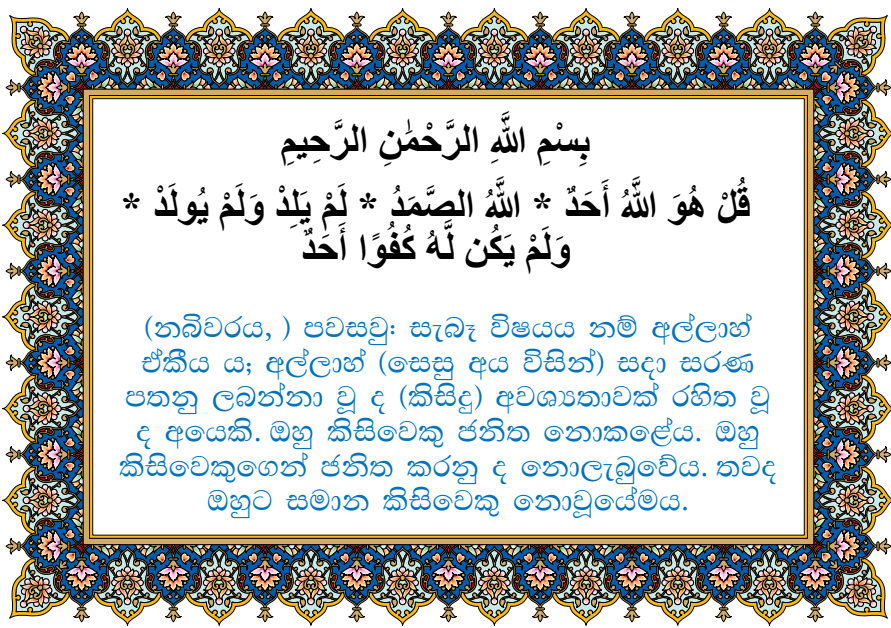 بِسْمِ اللَّهِ الرَّحْمَٰنِ الرَّحِيمِ
قُلْ هُوَ اللَّهُ أَحَدٌ * اللَّهُ الصَّمَدُ * لَمْ يَلِدْ وَلَمْ يُولَدْ *
وَلَمْ يَكُن لَّهُ كُفُوًا أَحَدٌ
(නබිවරය, ) පවසවු: සැබෑ විෂයය නම් අල්ලාහ්
ඒකීය ය; අල්ලාහ් (සෙසු අය විසින්) සදා සරණ
පතනු ලබන්නා වූ ද (කිසිදු) අවශ්‍යතාවක් රහිත වූ
ද අයෙකි. ඔහු කිසිවෙකු ජනිත නොකළේය. ඔහු
කිසිවෙකුගෙන් ජනිත කරනු ද නොලැබුවේය. තවද
ඔහුට සමාන කිසිවෙකු නොවූයේමය.